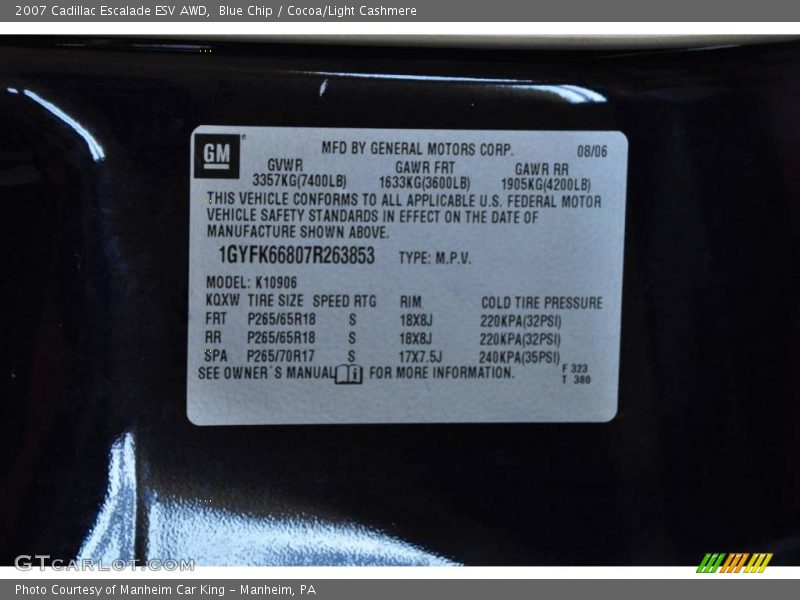 2007 Cadillac Escalade ESV AWD,  Blue Chip / Cocoa/Light Cashmere
GM
MFD BY GENERAL MOTORS CORP. 08/06
GVWR GAWR FRT GAWR RR
3357KG(7400LB) 1633KG(3600LB) 1905KG(4200LB)
THIS VEHICLE CONFORMS TO ALL APPLICABLE U.S. FEDERAL MOTOR
VEHICLE SAFETY STANDARDS IN EFFECT ON THE DATE OF
MANUFACTURE SHOWN ABOVE.
1GYFK66807R263853 TYPE: M.P.V.
MODEL: K10906
KQXW TIRE SIZE SPEED RTG RIM COLD TIRE PRESSURE
FRT P265/65R18 S 18X8J 220KPA(32PSI)
RR P265/65R18 S 18X8J 220KPA(32PSI)
SPA P265/70R17 S 17X7.5J 240KPA(35PSI)
SEE OWNER'S MANUAL FOR MORE INFORMATION.
F 323
T 380
GTcarlot.com
Photo Courtesy of Manheim Car King - Manheim, PA